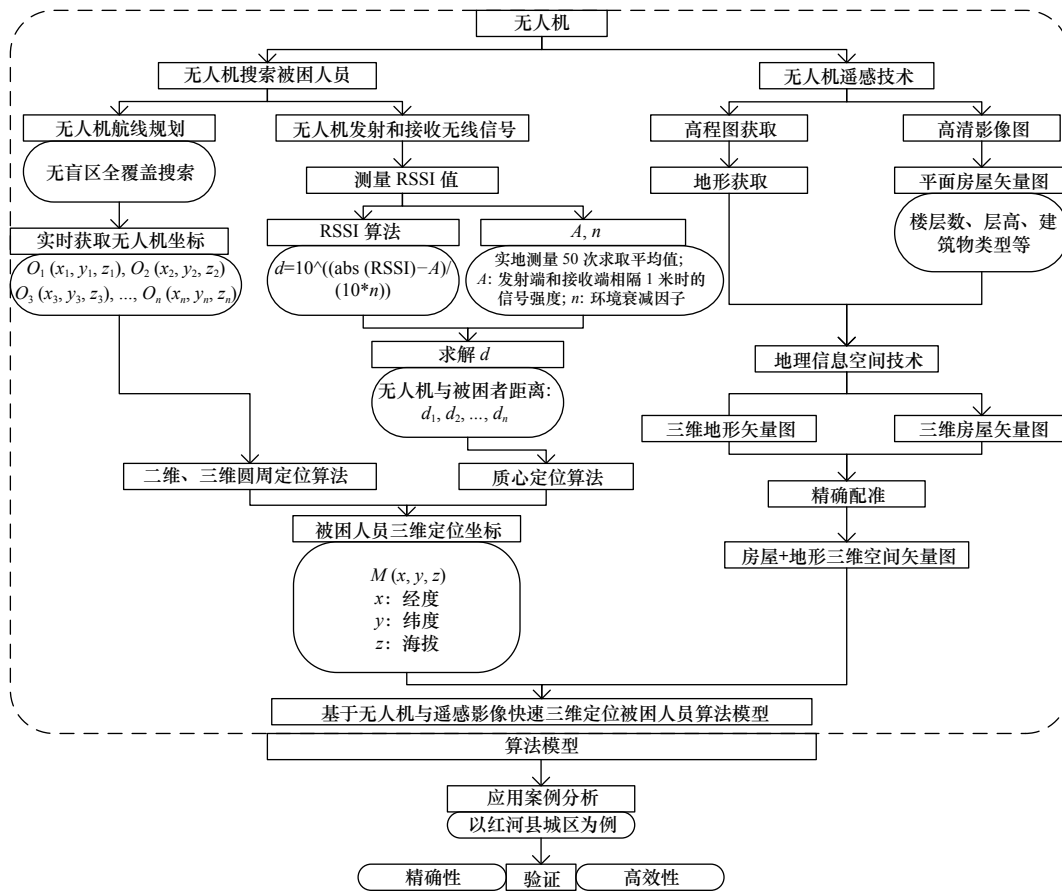 无人机
无人机搜索被困人员
无人机遥感技术
无人机航线规划
无人机发射和接收无线信号
高程图获取
高清影像图
无盲区全覆盖搜索
测量 RSSI 值
地形获取
平面房屋矢量图
楼层数、层高、建
筑物类型等
实时获取无人机坐标
O₁ (x₁, y₁, z₁), O₂ (x₂, y₂, z₂)
O₃ (x₃, y₃, z₃), ..., Oₙ (xₙ, yₙ, zₙ)
RSSI 算法
d=10^((abs (RSSI)−A)/
(10*n))
A, n
实地测量 50 次求取平均值;
A: 发射端和接收端相隔 1 米时的
信号强度; n: 环境衰减因子
求解 d
无人机与被困者距离:
d₁, d₂, ..., dₙ
地理信息空间技术
三维地形矢量图
三维房屋矢量图
二维、三维圆周定位算法
质心定位算法
精确配准
被困人员三维定位坐标
M (x, y, z)
x: 经度
y: 纬度
z: 海拔
房屋+地形三维空间矢量图
基于无人机与遥感影像快速三维定位被困人员算法模型
算法模型
应用案例分析
以红河县城区为例
精确性
验证
高效性